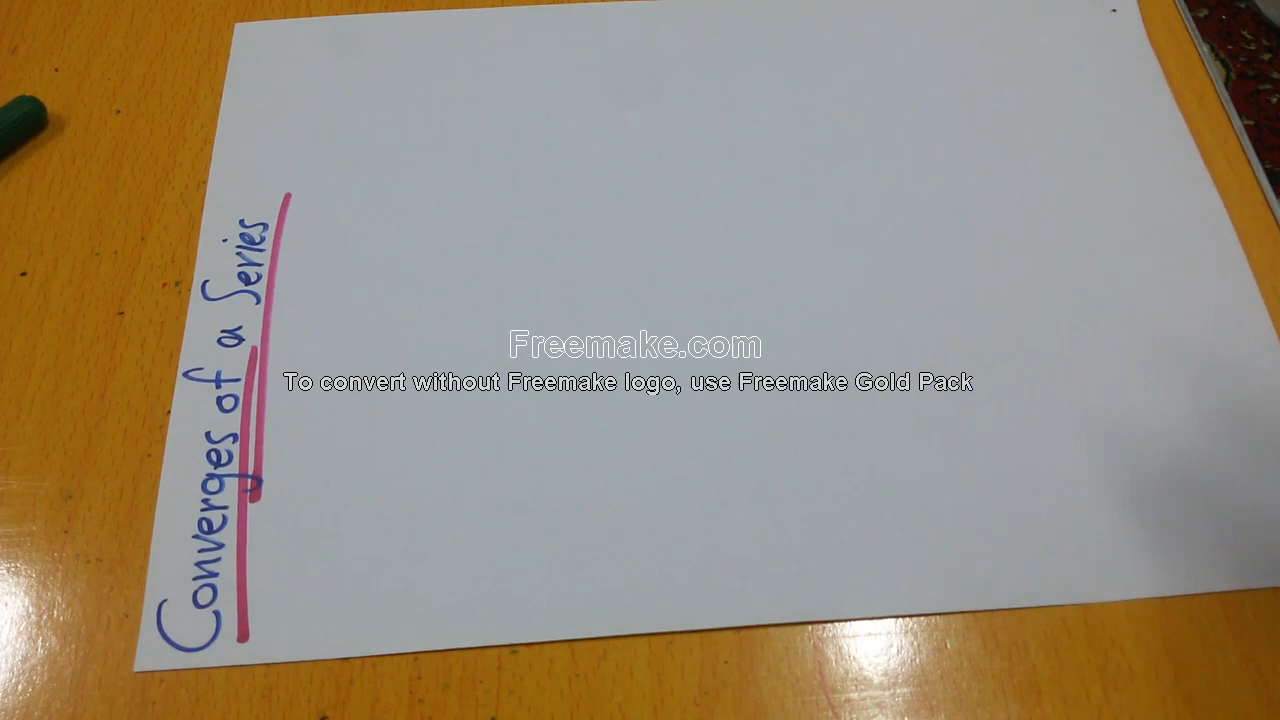 Converges of a Series
Freemake.com
To convert without Freemake logo, use Freemake Gold Pack